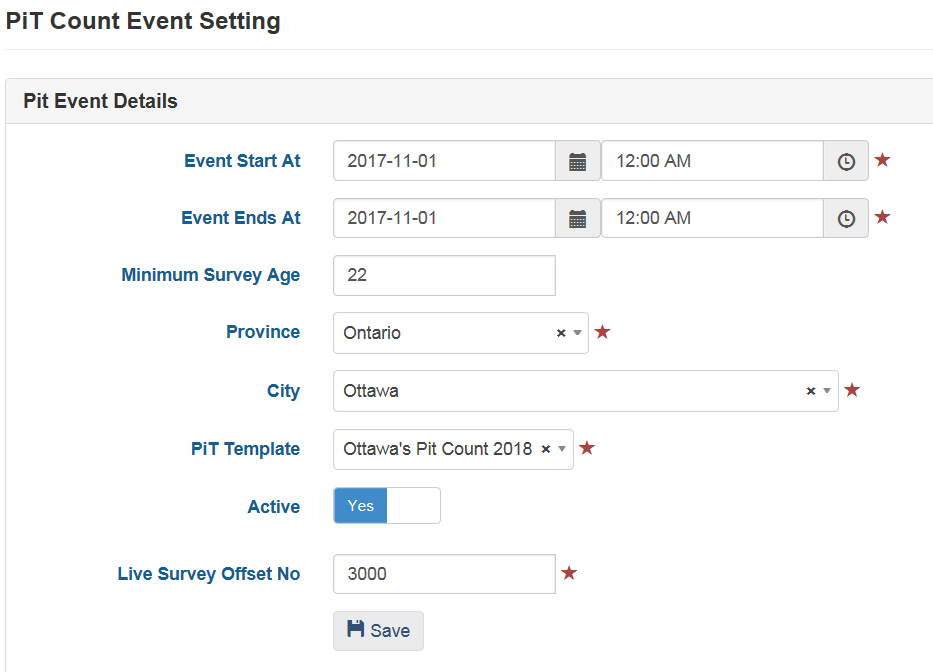 PiT Count Event Setting
Pit Event Details
Event Start At 2017-11-01 12:00 AM
Event Ends At 2017-11-01 12:00 AM
Minimum Survey Age 22
Province Ontario
City Ottawa
PiT Template Ottawa's Pit Count 2018
Active Yes
Live Survey Offset No 3000
Save